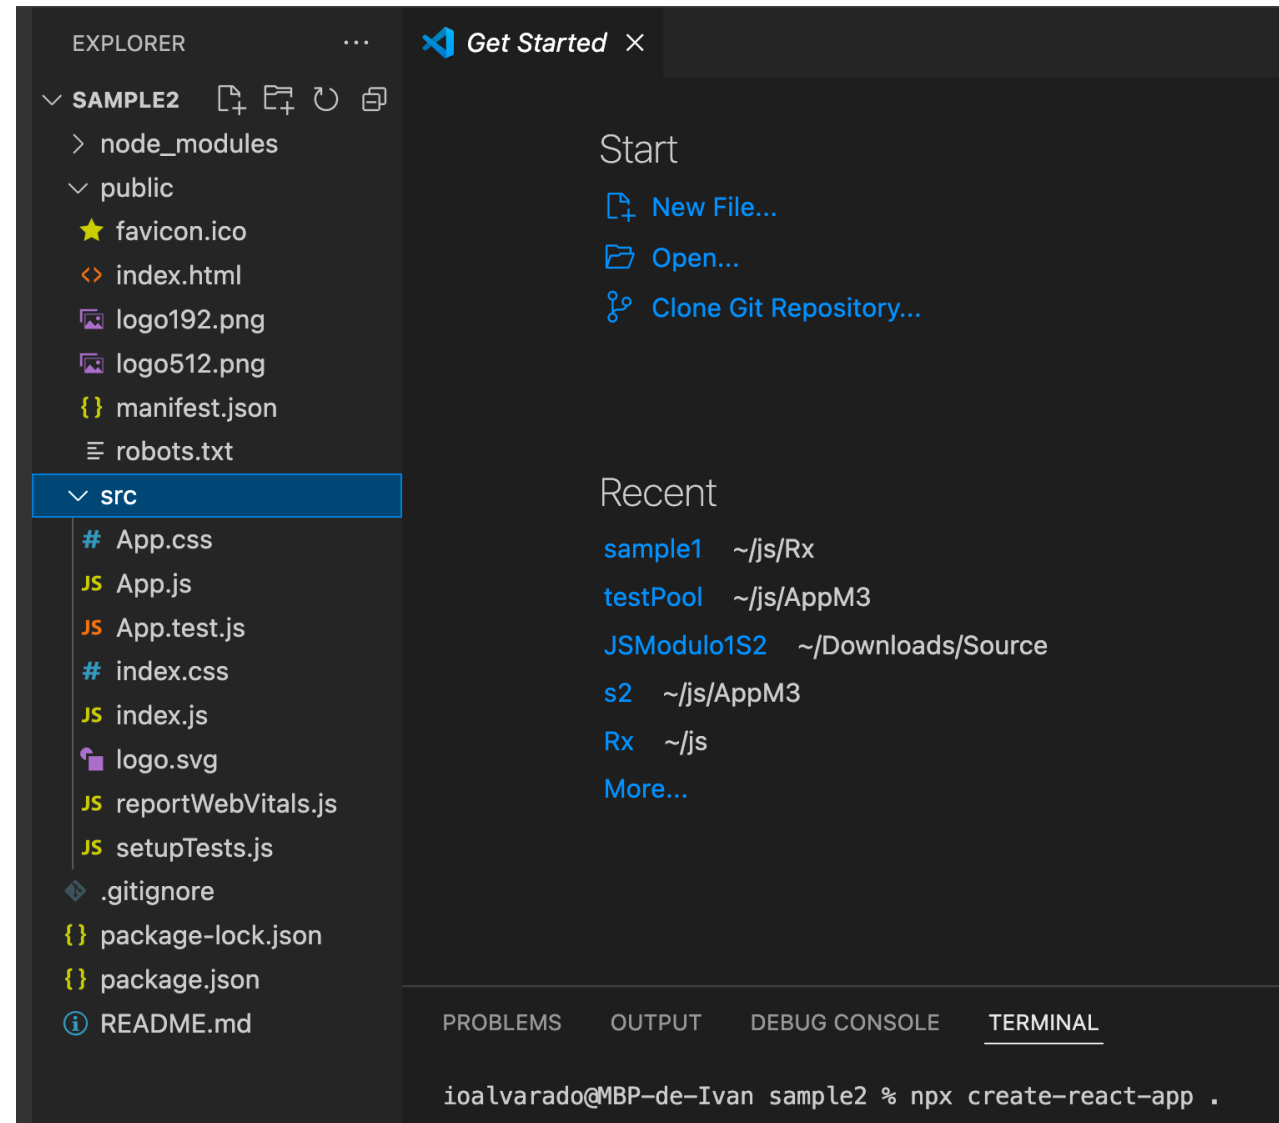 EXPLORER
SAMPLE2
node_modules
public
favicon.ico
index.html
logo192.png
logo512.png
manifest.json
robots.txt
src
App.css
App.js
App.test.js
index.css
index.js
logo.svg
reportWebVitals.js
setupTests.js
.gitignore
package-lock.json
package.json
README.md
Get Started
Start
New File...
Open...
Clone Git Repository...
Recent
sample1 ~/js/Rx
testPool ~/js/AppM3
JSModulo1S2 ~/Downloads/Source
s2 ~/js/AppM3
Rx ~/js
More...
PROBLEMS OUTPUT DEBUG CONSOLE TERMINAL
ioalvarado@MBP-de-Ivan sample2 % npx create-react-app .